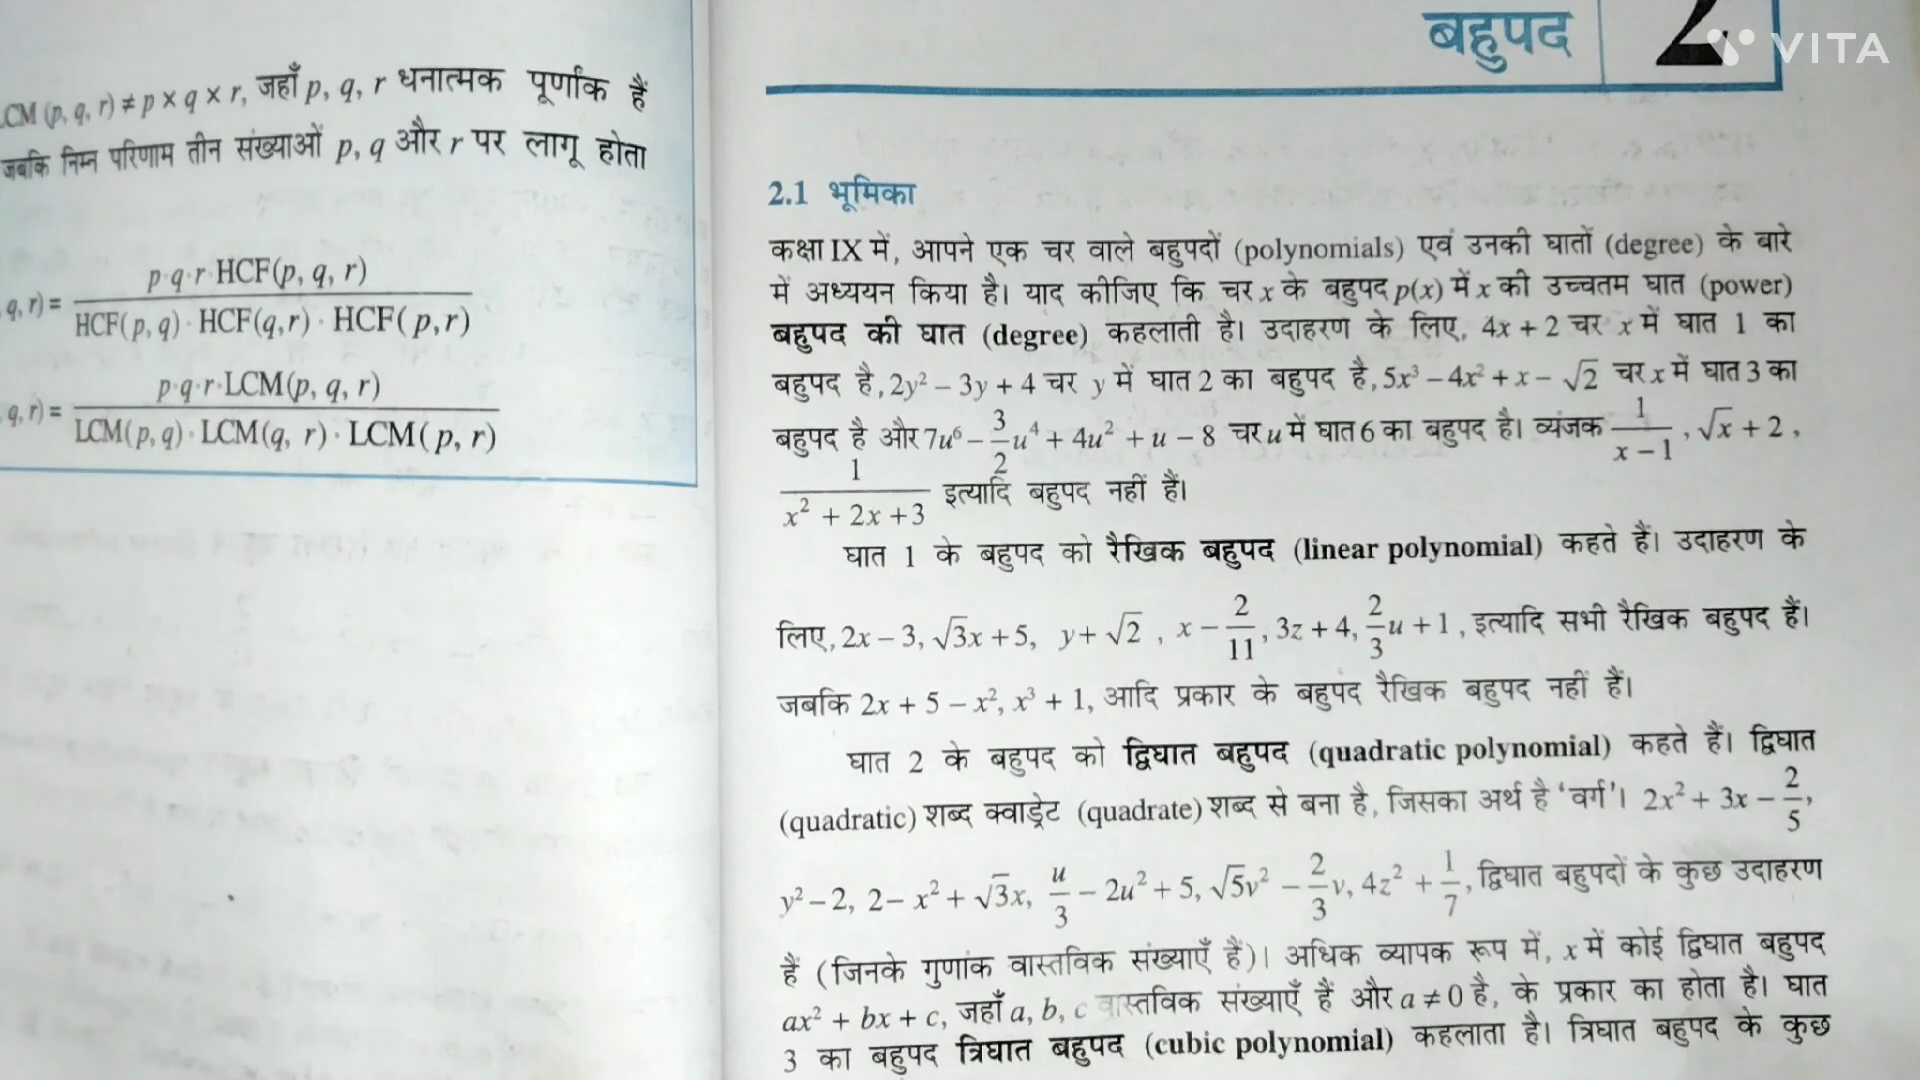 LCM (p, q, r) ≠ p × q × r, जहाँ p, q, r धनात्मक पूर्णांक हैं
जबकि निम्न परिणाम तीन संख्याओं p, q और r पर लागू होता
q, r) = p·q·r·HCF(p, q, r) / HCF(p, q) · HCF(q, r) · HCF(p, r)
q, r) = p·q·r·LCM(p, q, r) / LCM(p, q) · LCM(q, r) · LCM(p, r)
बहुपद 2
VITA
2.1 भूमिका
कक्षा IX में, आपने एक चर वाले बहुपदों (polynomials) एवं उनकी घातों (degree) के बारे
में अध्ययन किया है। याद कीजिए कि चर x के बहुपद p(x) में x की उच्चतम घात (power)
बहुपद की घात (degree) कहलाती है। उदाहरण के लिए, 4x + 2 चर x में घात 1 का
बहुपद है, 2y² – 3y + 4 चर y में घात 2 का बहुपद है, 5x³ – 4x² + x – √2 चर x में घात 3 का
बहुपद है और 7u⁶ – 3/2 u⁴ + 4u² + u – 8 चर u में घात 6 का बहुपद है। व्यंजक 1/(x – 1), √x + 2,
1/(x² + 2x + 3) इत्यादि बहुपद नहीं हैं।
घात 1 के बहुपद को रैखिक बहुपद (linear polynomial) कहते हैं। उदाहरण के
लिए, 2x – 3, √3x + 5, y + √2, x – 2/11, 3z + 4, 2/3 u + 1, इत्यादि सभी रैखिक बहुपद हैं।
जबकि 2x + 5 – x², x³ + 1, आदि प्रकार के बहुपद रैखिक बहुपद नहीं हैं।
घात 2 के बहुपद को द्विघात बहुपद (quadratic polynomial) कहते हैं। द्विघात
(quadratic) शब्द क्वाड्रेट (quadrate) शब्द से बना है, जिसका अर्थ है ‘वर्ग’। 2x² + 3x – 2/5,
y² – 2, 2 – x² + √3x, u/3 – 2u² + 5, √5v² – 2/3 v, 4z² + 1/7, द्विघात बहुपदों के कुछ उदाहरण
हैं (जिनके गुणांक वास्तविक संख्याएँ हैं)। अधिक व्यापक रूप में, x में कोई द्विघात बहुपद
ax² + bx + c, जहाँ a, b, c वास्तविक संख्याएँ हैं और a ≠ 0 है, के प्रकार का होता है। घात
3 का बहुपद त्रिघात बहुपद (cubic polynomial) कहलाता है। त्रिघात बहुपद के कुछ